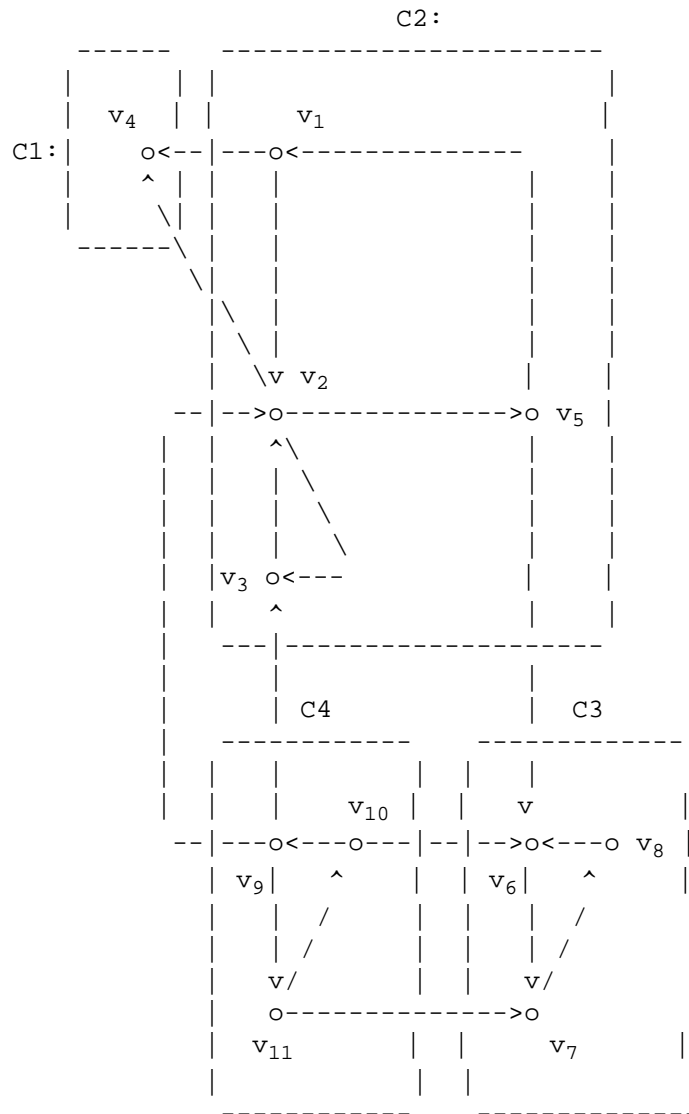 C2:
v₄ v₁
C1:
v₂
v₅
v₃
C4 C3
v₁₀ v
v₈
v₉ v₆
v v
v₁₁ v₇